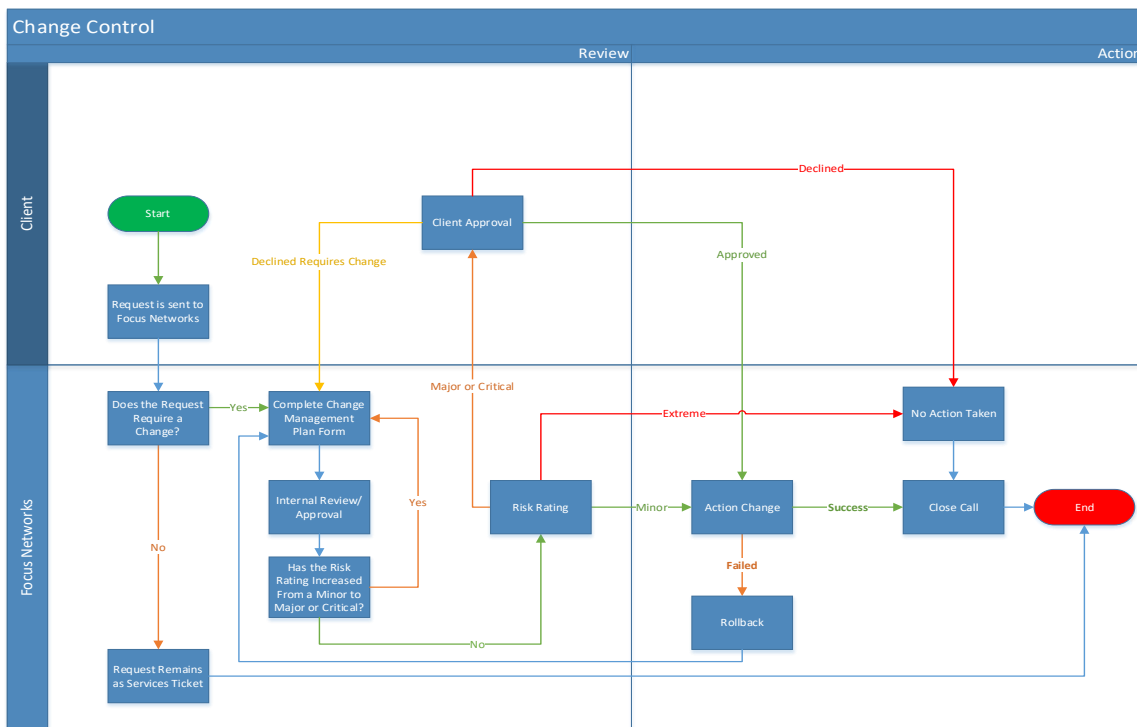 Change Control
Review
Action
Client
Focus Networks
Start
Request is sent to
Focus Networks
Client Approval
Declined
Declined Requires Change
Approved
Does the Request
Require a
Change?
Yes
Complete Change
Management
Plan Form
Major or Critical
Extreme
No Action Taken
Internal Review/
Approval
Yes
Risk Rating
Minor
Action Change
Success
Close Call
End
No
Has the Risk
Rating Increased
From a Minor to
Major or Critical?
Failed
No
Rollback
Request Remains
as Services Ticket